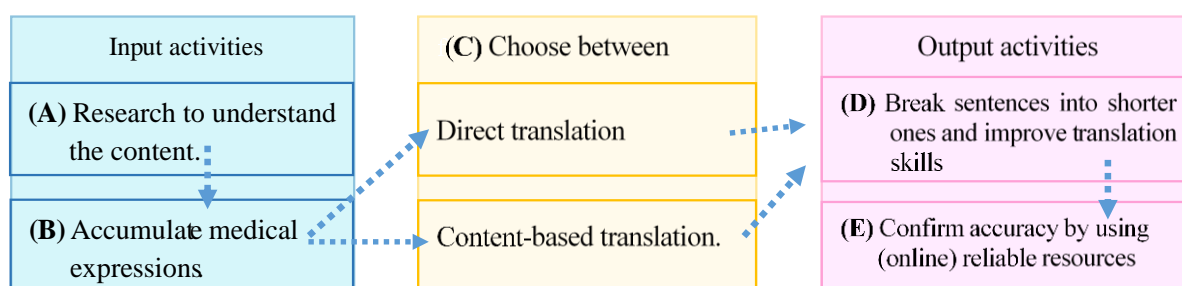 Input activities
(A) Research to understand
the content.
(B) Accumulate medical
expressions.
(C) Choose between
Direct translation
Content-based translation.
Output activities
(D) Break sentences into shorter
ones and improve translation
skills
(E) Confirm accuracy by using
(online) reliable resources